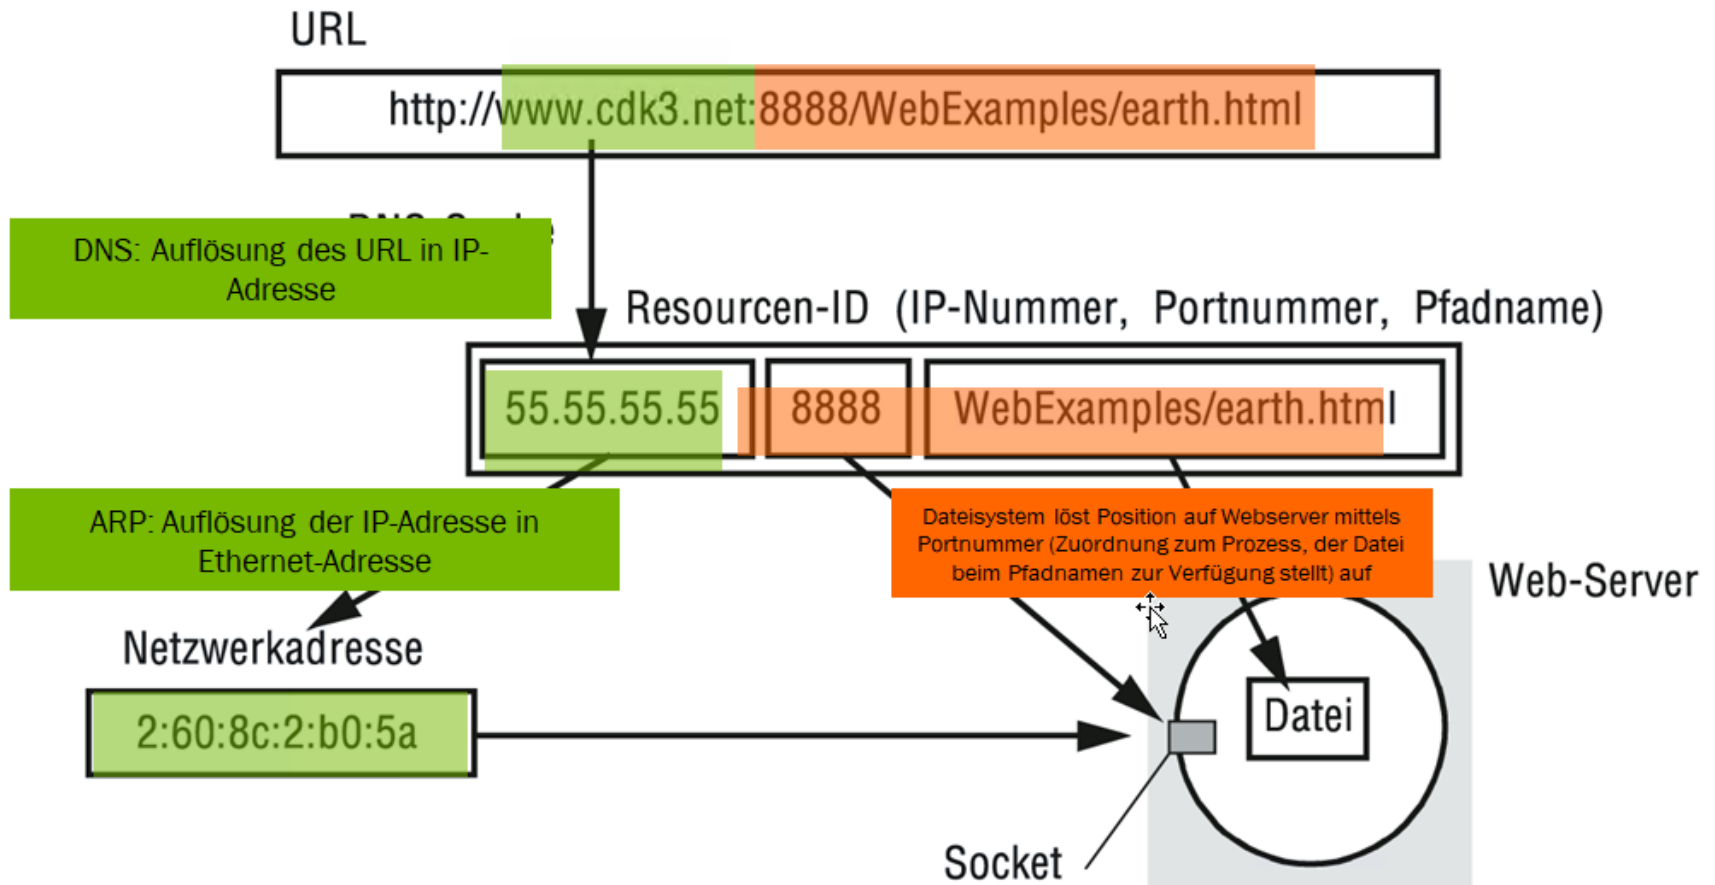 URL
http://www.cdk3.net:8888/WebExamples/earth.html
DNS: Auflösung des URL in IP-
Adresse
Resourcen-ID (IP-Nummer, Portnummer, Pfadname)
55.55.55.55 8888 WebExamples/earth.html
ARP: Auflösung der IP-Adresse in
Ethernet-Adresse
Dateisystem löst Position auf Webserver mittels
Portnummer (Zuordnung zum Prozess, der Datei
beim Pfadnamen zur Verfügung stellt) auf
Web-Server
Netzwerkadresse
2:60:8c:2:b0:5a
Datei
Socket